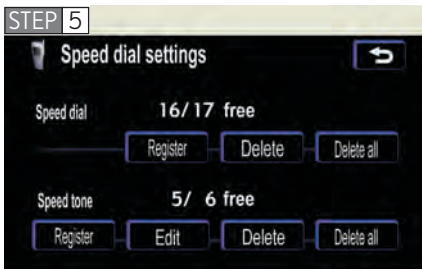 STEP 5
Speed dial settings
Speed dial 16/17 free
Register Delete Delete all
Speed tone 5/ 6 free
Register Edit Delete Delete all